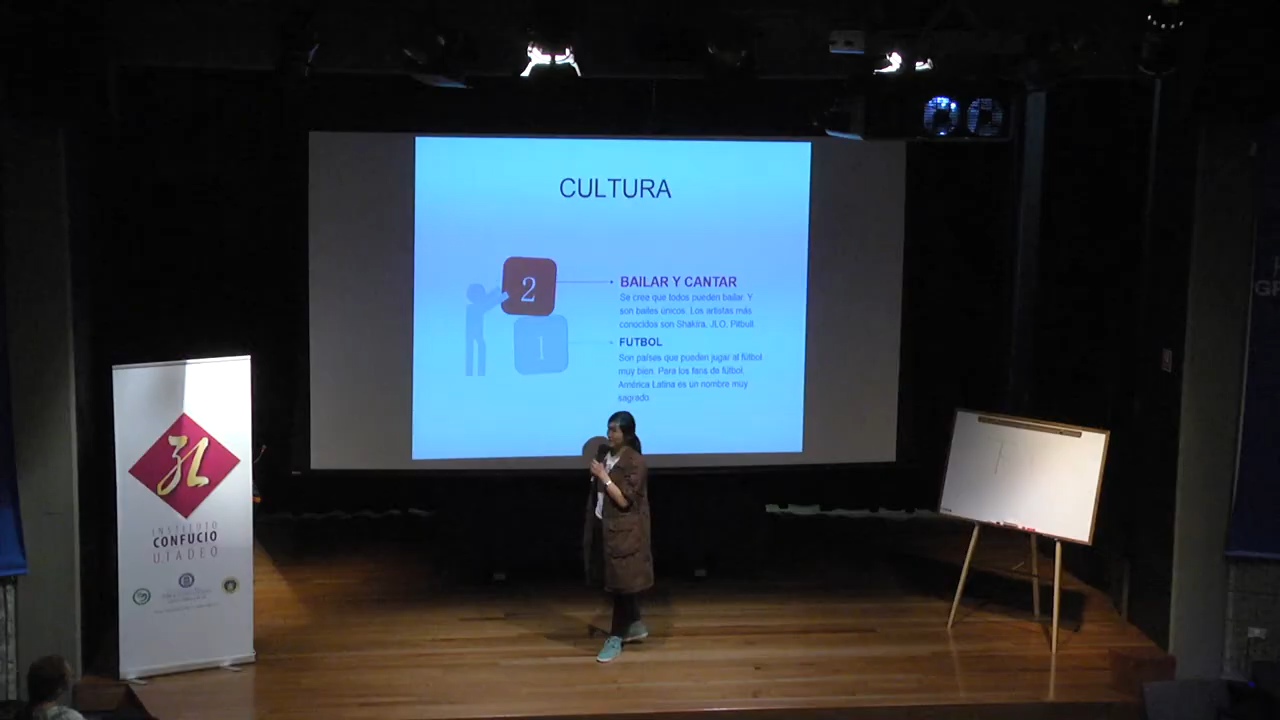 CULTURA
2
BAILAR Y CANTAR
Se cree que todos pueden bailar. Y
son bailes únicos. Los artistas más
conocidos son Shakira, JLO, Pitbull
1
FUTBOL
Son países que pueden jugar al fútbol
muy bien. Para los fans de fútbol,
América Latina es un nombre muy
sagrado.
INSTITUTO
CONFUCIO
UTADEO